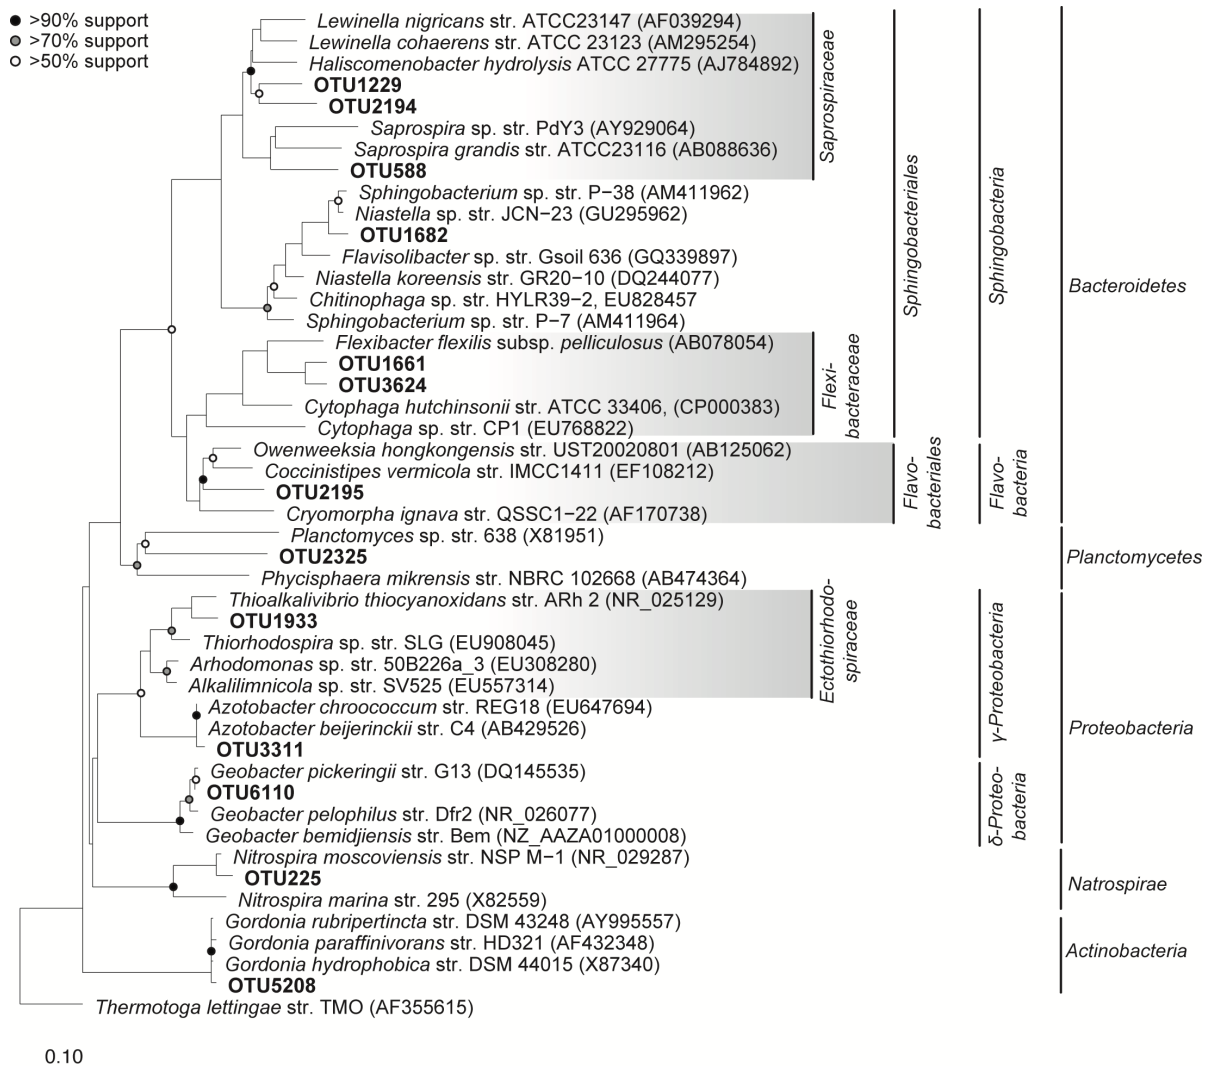 >90% support
>70% support
>50% support
Lewinella nigricans str. ATCC23147 (AF039294)
Lewinella cohaerens str. ATCC 23123 (AM295254)
Haliscomenobacter hydrolysis ATCC 27775 (AJ784892)
OTU1229
OTU2194
Saprospira sp. str. PdY3 (AY929064)
Saprospira grandis str. ATCC23116 (AB088636)
OTU588
Sphingobacterium sp. str. P−38 (AM411962)
Niastella sp. str. JCN−23 (GU295962)
OTU1682
Flavisolibacter sp. str. Gsoil 636 (GQ339897)
Niastella koreensis str. GR20−10 (DQ244077)
Chitinophaga sp. str. HYLR39−2, EU828457
Sphingobacterium sp. str. P−7 (AM411964)
Flexibacter flexilis subsp. pelliculosus (AB078054)
OTU1661
OTU3624
Cytophaga hutchinsonii str. ATCC 33406, (CP000383)
Cytophaga sp. str. CP1 (EU768822)
Owenweeksia hongkongensis str. UST20020801 (AB125062)
Coccinistipes vermicola str. IMCC1411 (EF108212)
OTU2195
Cryomorpha ignava str. QSSC1−22 (AF170738)
Planctomyces sp. str. 638 (X81951)
OTU2325
Phycisphaera mikrensis str. NBRC 102668 (AB474364)
Thioalkalivibrio thiocyanoxidans str. ARh 2 (NR_025129)
OTU1933
Thiorhodospira sp. str. SLG (EU908045)
Arhodomonas sp. str. 50B226a_3 (EU308280)
Alkalilimnicola sp. str. SV525 (EU557314)
Azotobacter chroococcum str. REG18 (EU647694)
Azotobacter beijerinckii str. C4 (AB429526)
OTU3311
Geobacter pickeringii str. G13 (DQ145535)
OTU6110
Geobacter pelophilus str. Dfr2 (NR_026077)
Geobacter bemidjiensis str. Bem (NZ_AAZA01000008)
Nitrospira moscoviensis str. NSP M−1 (NR_029287)
OTU225
Nitrospira marina str. 295 (X82559)
Gordonia rubripertincta str. DSM 43248 (AY995557)
Gordonia paraffinivorans str. HD321 (AF432348)
Gordonia hydrophobica str. DSM 44015 (X87340)
OTU5208
Thermotoga lettingae str. TMO (AF355615)
0.10
Saprospiraceae
Flexi-
bacteraceae
Ectothiorhodo-
spiraceae
Sphingobacteriales
Flavo-
bacteriales
Sphingobacteria
Flavo-
bacteria
γ-Proteobacteria
δ-Proteo-
bacteria
Bacteroidetes
Planctomycetes
Proteobacteria
Natrospirae
Actinobacteria